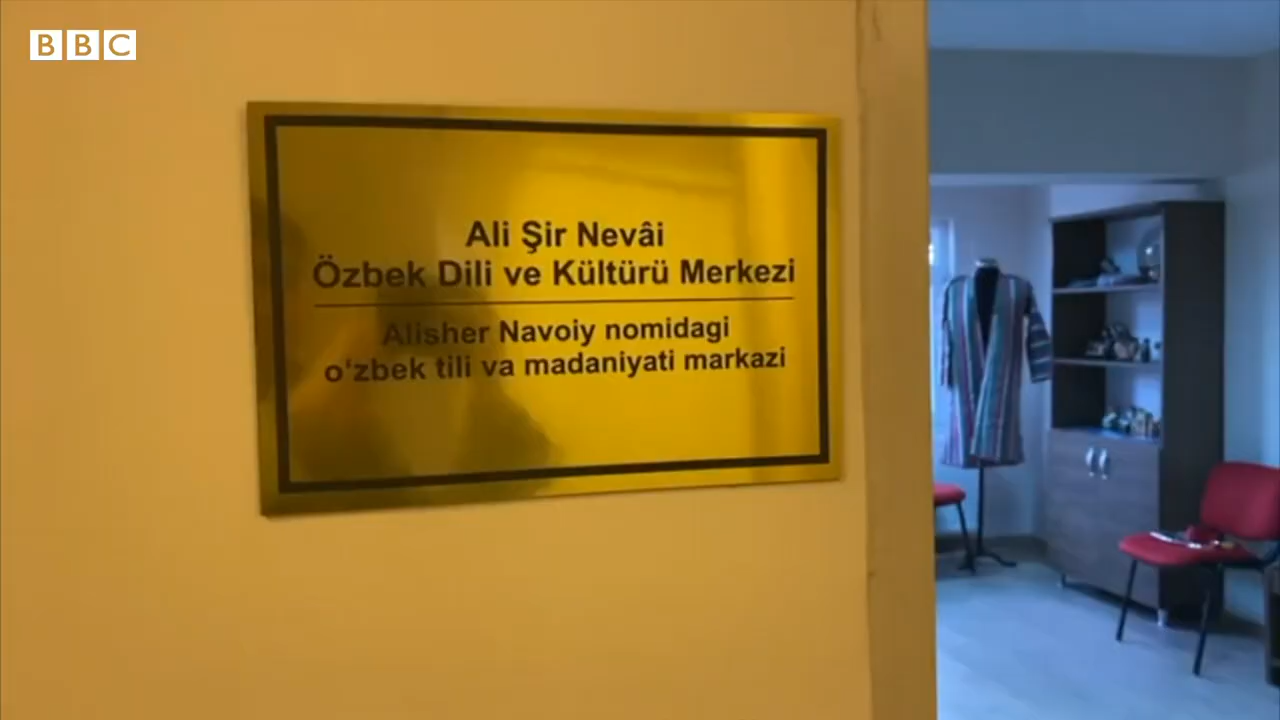 BBC
Ali Şir Nevâi
Özbek Dili ve Kültürü Merkezi
Alisher Navoiy nomidagi
o'zbek tili va madaniyati markazi